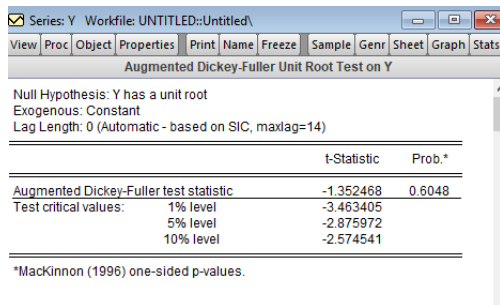 Series: Y Workfile: UNTITLED::Untitled\
View Proc Object Properties Print Name Freeze Sample Genr Sheet Graph Stats
Augmented Dickey-Fuller Unit Root Test on Y
Null Hypothesis: Y has a unit root
Exogenous: Constant
Lag Length: 0 (Automatic - based on SIC, maxlag=14)
t-Statistic Prob.*
Augmented Dickey-Fuller test statistic -1.352468 0.6048
Test critical values: 1% level -3.463405
5% level -2.875972
10% level -2.574541
*MacKinnon (1996) one-sided p-values.